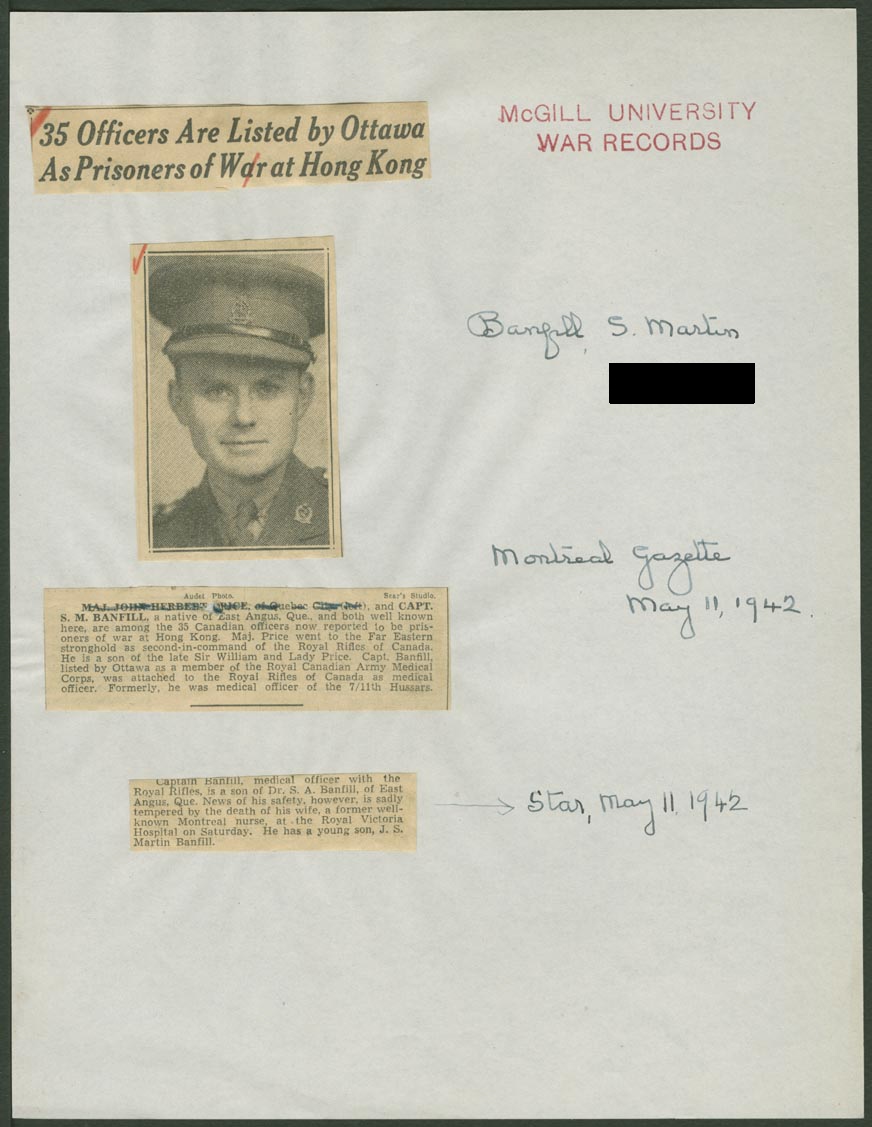 35 Officers Are Listed by Ottawa
As Prisoners of War at Hong Kong
McGILL UNIVERSITY
WAR RECORDS
Banfill, S. Martin
Montreal Gazette
May 11, 1942.
Audet Photo. Star's Studio.
MAJ. JOHN HERBERT PRICE, of Quebec City (left), and CAPT.
S. M. BANFILL, a native of East Angus, Que., and both well known
here, are among the 35 Canadian officers now reported to be pris-
oners of war at Hong Kong. Maj. Price went to the Far Eastern
stronghold as second-in-command of the Royal Rifles of Canada.
He is a son of the late Sir William and Lady Price. Capt. Banfill,
listed by Ottawa as a member of the Royal Canadian Army Medical
Corps, was attached to the Royal Rifles of Canada as medical
officer. Formerly, he was medical officer of the 7/11th Hussars.
Captain Banfill, medical officer with the
Royal Rifles, is a son of Dr. S. A. Banfill, of East
Angus, Que. News of his safety, however, is sadly
tempered by the death of his wife, a former well-
known Montreal nurse, at the Royal Victoria
Hospital on Saturday. He has a young son, J. S.
Martin Banfill.
Star, May 11, 1942